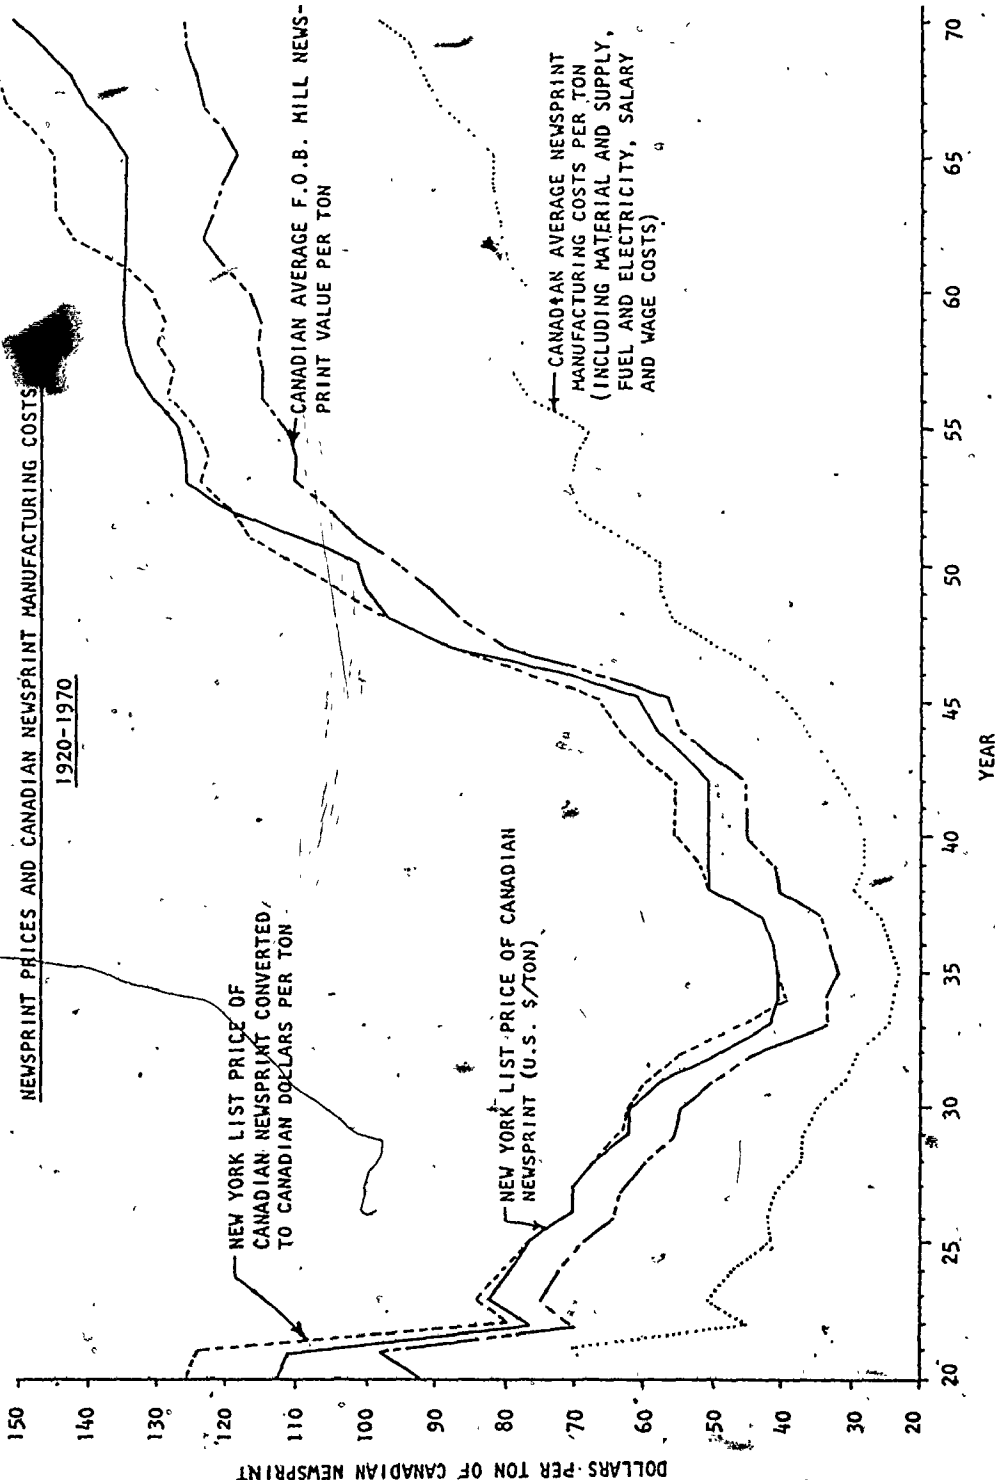 NEWSPRINT PRICES AND CANADIAN NEWSPRINT MANUFACTURING COSTS
1920-1970
NEW YORK LIST PRICE OF
CANADIAN NEWSPRINT CONVERTED
TO CANADIAN DOLLARS PER TON
NEW YORK LIST PRICE OF CANADIAN
NEWSPRINT (U.S. $/TON)
CANADIAN AVERAGE F.O.B. MILL NEWS-
PRINT VALUE PER TON
CANADIAN AVERAGE NEWSPRINT
MANUFACTURING COSTS PER TON
(INCLUDING MATERIAL AND SUPPLY,
FUEL AND ELECTRICITY, SALARY
AND WAGE COSTS)
DOLLARS PER TON OF CANADIAN NEWSPRINT
150
140
130
120
110
100
90
80
70
60
50
40
30
20
20 25 30 35 40 45 50 55 60 65 70
YEAR